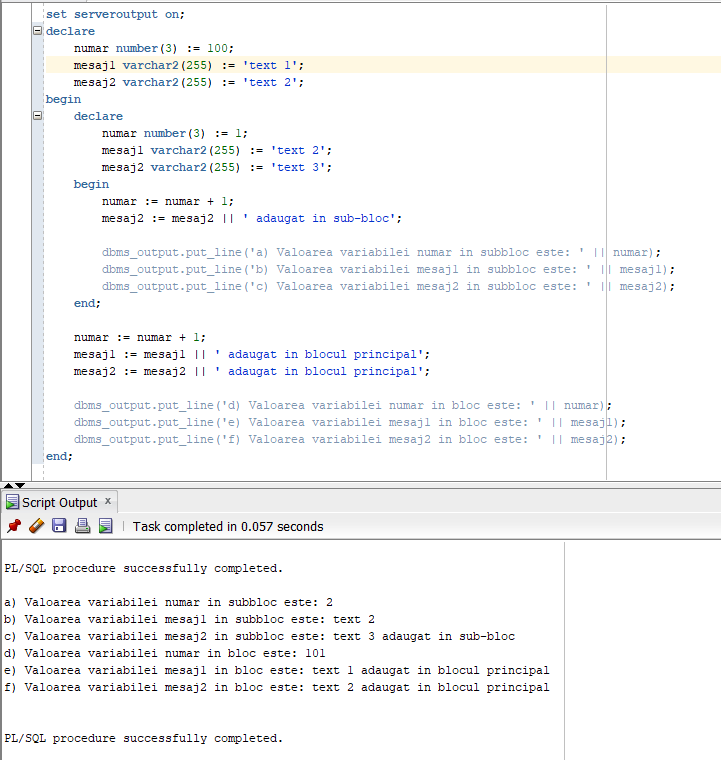 set serveroutput on;
declare
    numar number(3) := 100;
    mesaj1 varchar2(255) := 'text 1';
    mesaj2 varchar2(255) := 'text 2';
begin
    declare
        numar number(3) := 1;
        mesaj1 varchar2(255) := 'text 2';
        mesaj2 varchar2(255) := 'text 3';
    begin
        numar := numar + 1;
        mesaj2 := mesaj2 || ' adaugat in sub-bloc';

        dbms_output.put_line('a) Valoarea variabilei numar in subbloc este: ' || numar);
        dbms_output.put_line('b) Valoarea variabilei mesaj1 in subbloc este: ' || mesaj1);
        dbms_output.put_line('c) Valoarea variabilei mesaj2 in subbloc este: ' || mesaj2);
    end;

    numar := numar + 1;
    mesaj1 := mesaj1 || ' adaugat in blocul principal';
    mesaj2 := mesaj2 || ' adaugat in blocul principal';

    dbms_output.put_line('d) Valoarea variabilei numar in bloc este: ' || numar);
    dbms_output.put_line('e) Valoarea variabilei mesaj1 in bloc este: ' || mesaj1);
    dbms_output.put_line('f) Valoarea variabilei mesaj2 in bloc este: ' || mesaj2);
end;
Script Output x
Task completed in 0.057 seconds
PL/SQL procedure successfully completed.

a) Valoarea variabilei numar in subbloc este: 2
b) Valoarea variabilei mesaj1 in subbloc este: text 2
c) Valoarea variabilei mesaj2 in subbloc este: text 3 adaugat in sub-bloc
d) Valoarea variabilei numar in bloc este: 101
e) Valoarea variabilei mesaj1 in bloc este: text 1 adaugat in blocul principal
f) Valoarea variabilei mesaj2 in bloc este: text 2 adaugat in blocul principal

PL/SQL procedure successfully completed.